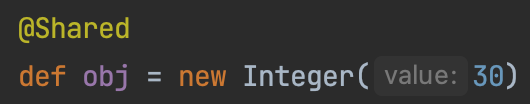 @Shared
def obj = new Integer( value: 30)